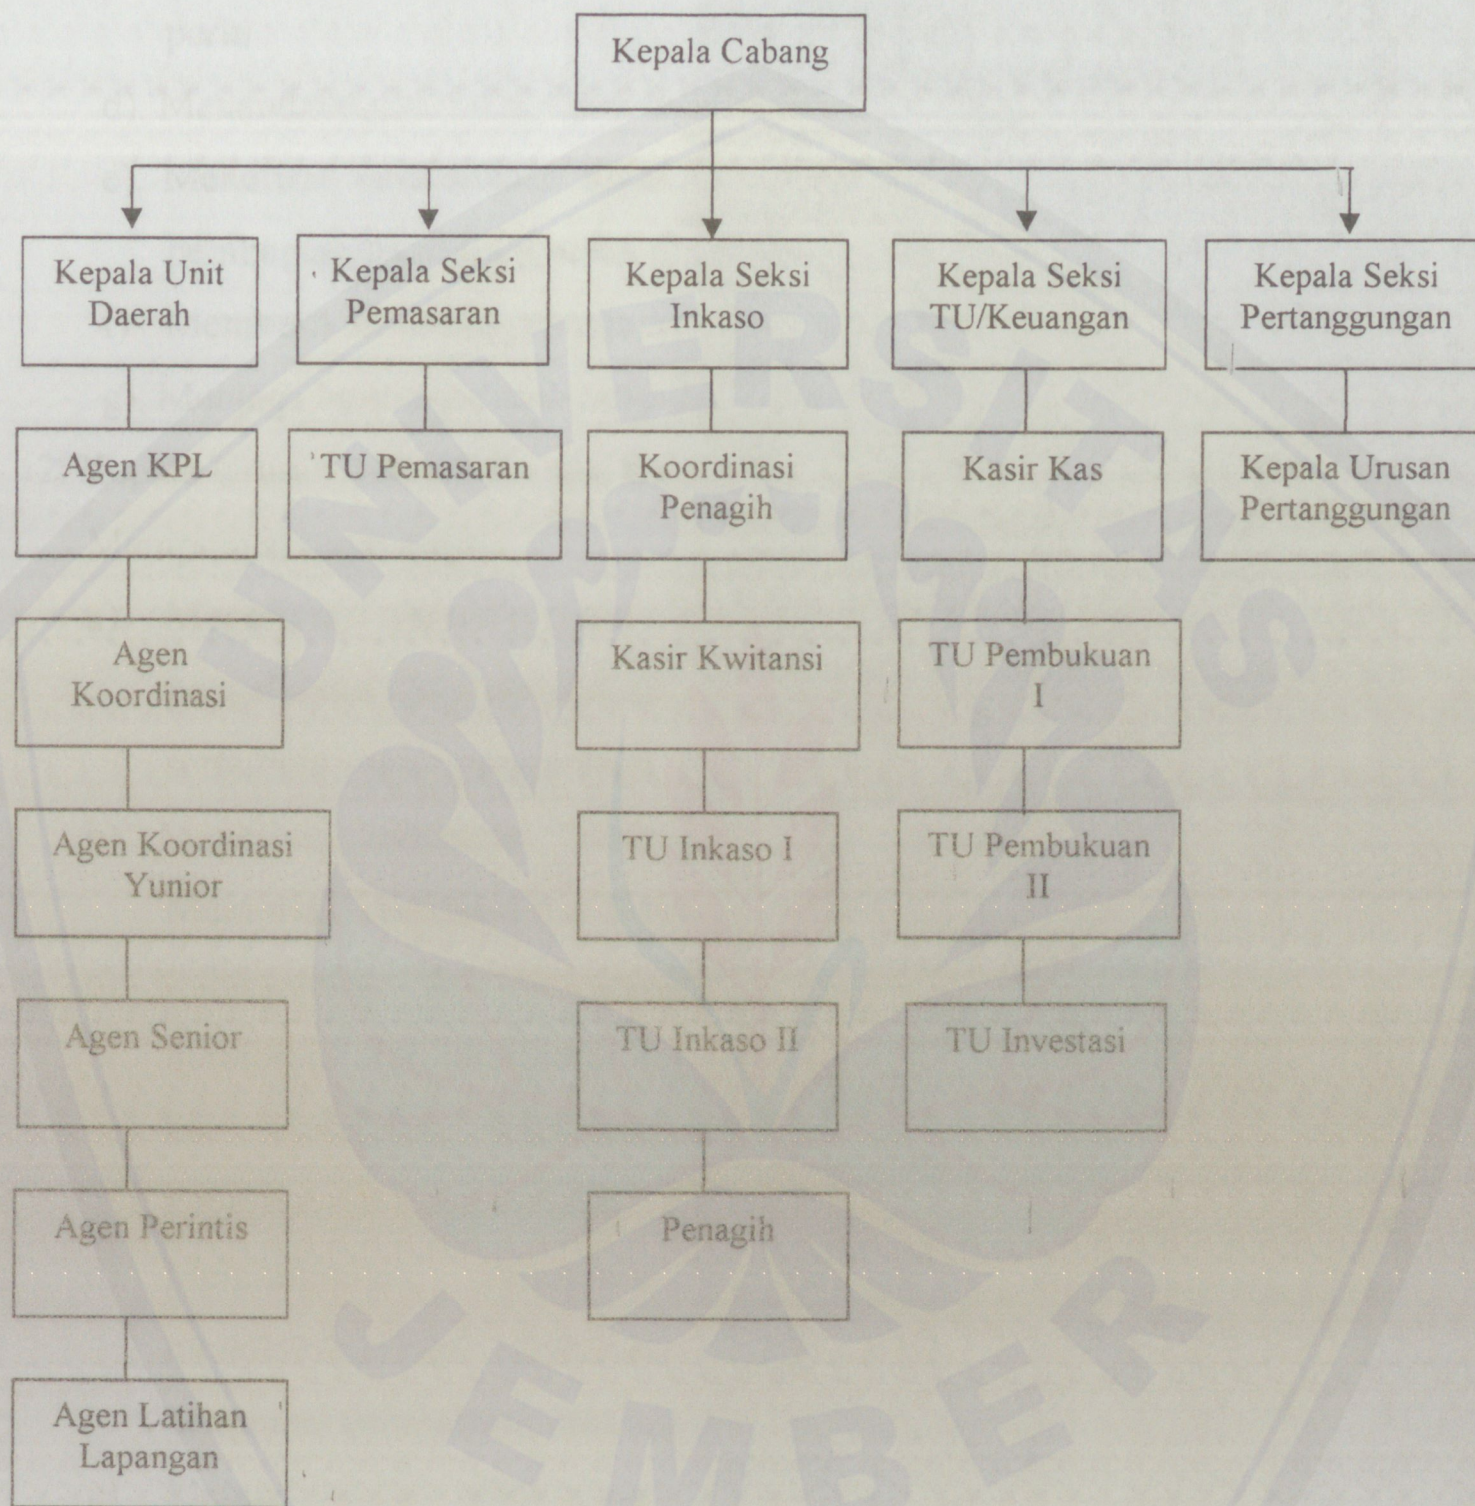 Kepala Cabang
Kepala Unit
Daerah
Kepala Seksi
Pemasaran
Kepala Seksi
Inkaso
Kepala Seksi
TU/Keuangan
Kepala Seksi
Pertanggungan
Agen KPL
TU Pemasaran
Koordinasi
Penagih
Kasir Kas
Kepala Urusan
Pertanggungan
Agen
Koordinasi
Kasir Kwitansi
TU Pembukuan
I
Agen Koordinasi
Yunior
TU Inkaso I
TU Pembukuan
II
Agen Senior
TU Inkaso II
TU Investasi
Agen Perintis
Penagih
Agen Latihan
Lapangan
UNIVERSITAS
JEMBER